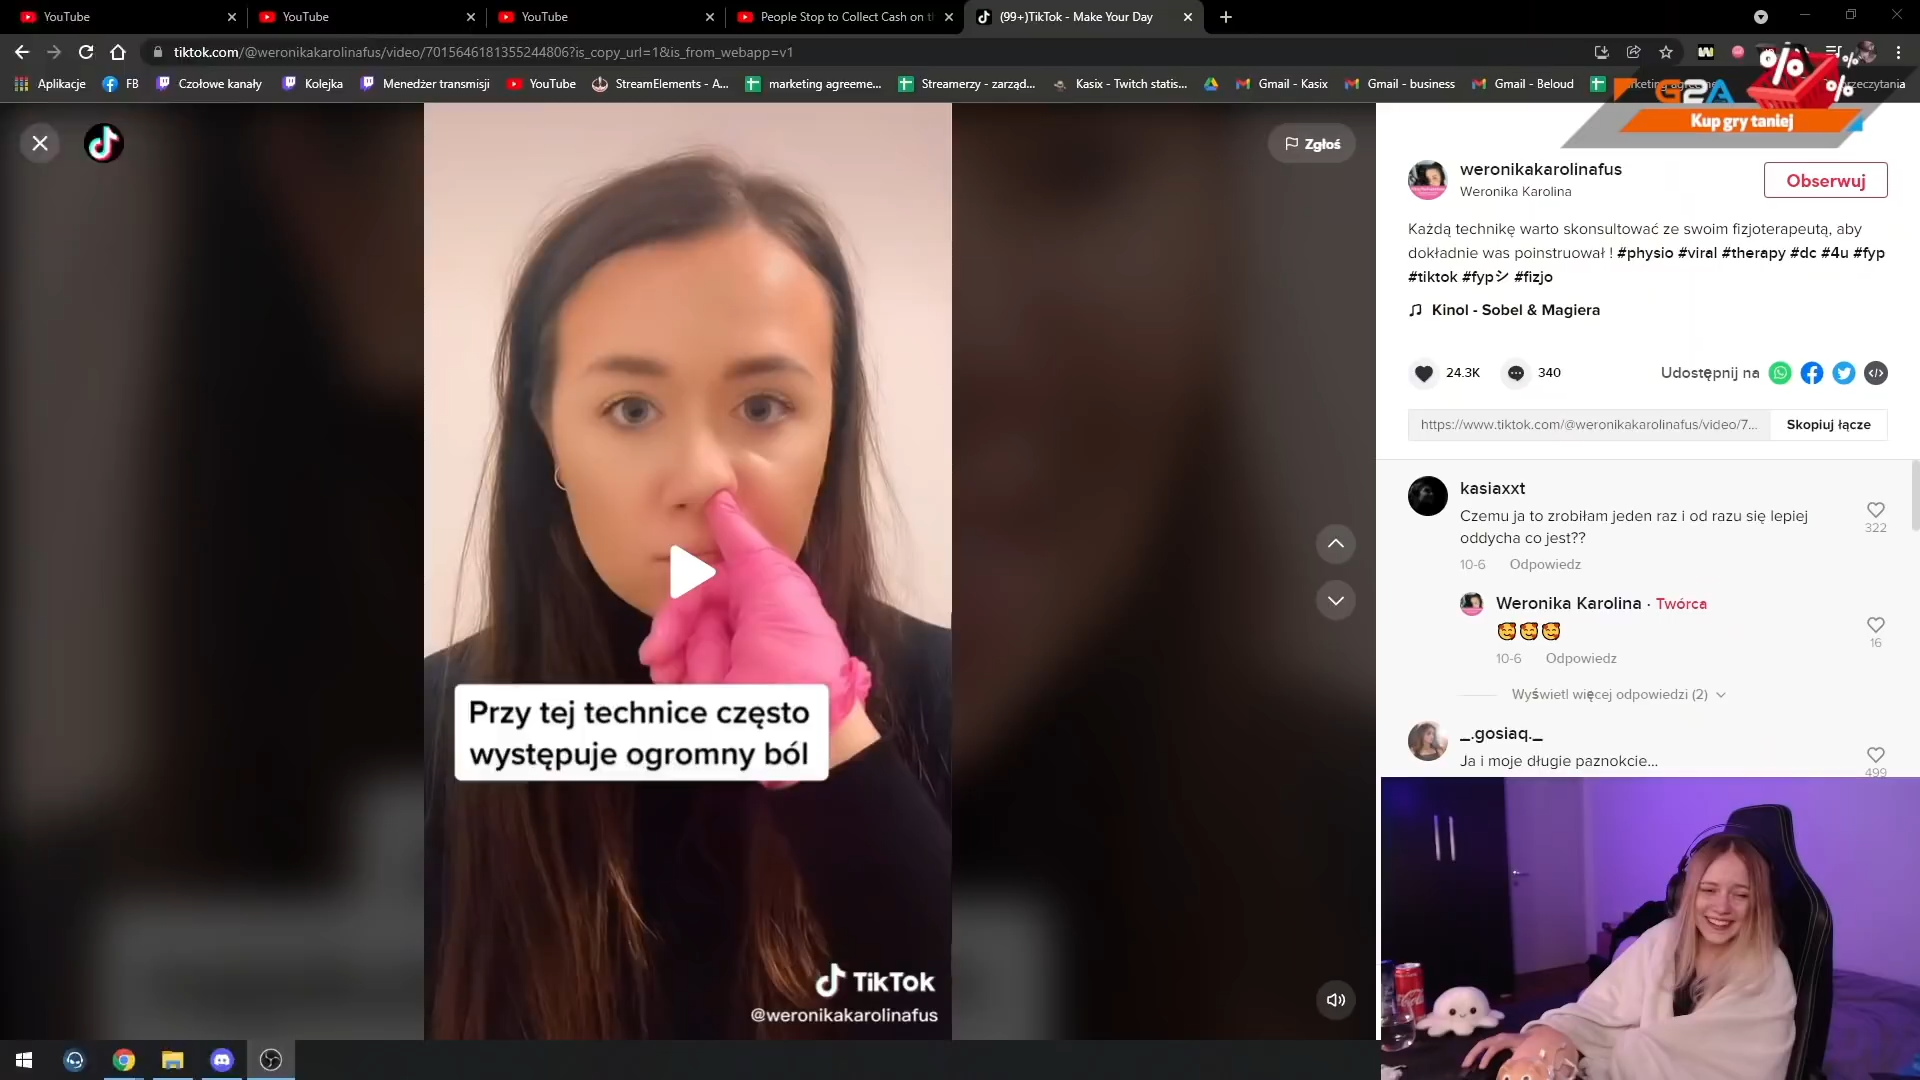 YouTube
YouTube
YouTube
People Stop to Collect Cash on t
(99+)TikTok - Make Your Day
tiktok.com/@weronikakarolinafus/video/7015646181355244806?is_copy_url=1&is_from_webapp=v1
Aplikacje
FB
Czołowe kanały
Kolejka
Menedżer transmisji
YouTube
StreamElements - A...
marketing agreeme...
Streamerzy - zarząd...
Kasix - Twitch statis...
Gmail - Kasix
Gmail - business
Gmail - Beloud
G2A
Kup gry taniej
Zgłoś
Przy tej technice często
występuje ogromny ból
TikTok
@weronikakarolinafus
weronikakarolinafus
Weronika Karolina
Obserwuj
Każdą technikę warto skonsultować ze swoim fizjoterapeutą, aby
dokładnie was poinstruował ! #physio #viral #therapy #dc #4u #fyp
#tiktok #fypシ #fizjo
Kinol - Sobel & Magiera
24.3K
340
Udostępnij na
https://www.tiktok.com/@weronikakarolinafus/video/7...
Skopiuj łącze
kasiaxxt
Czemu ja to zrobiłam jeden raz i od razu się lepiej
oddycha co jest??
322
10-6 Odpowiedz
Weronika Karolina · Twórca
🥰🥰🥰
16
10-6 Odpowiedz
Wyświetl więcej odpowiedzi (2)
_.gosiaq._
Ja i moje długie paznokcie...
499